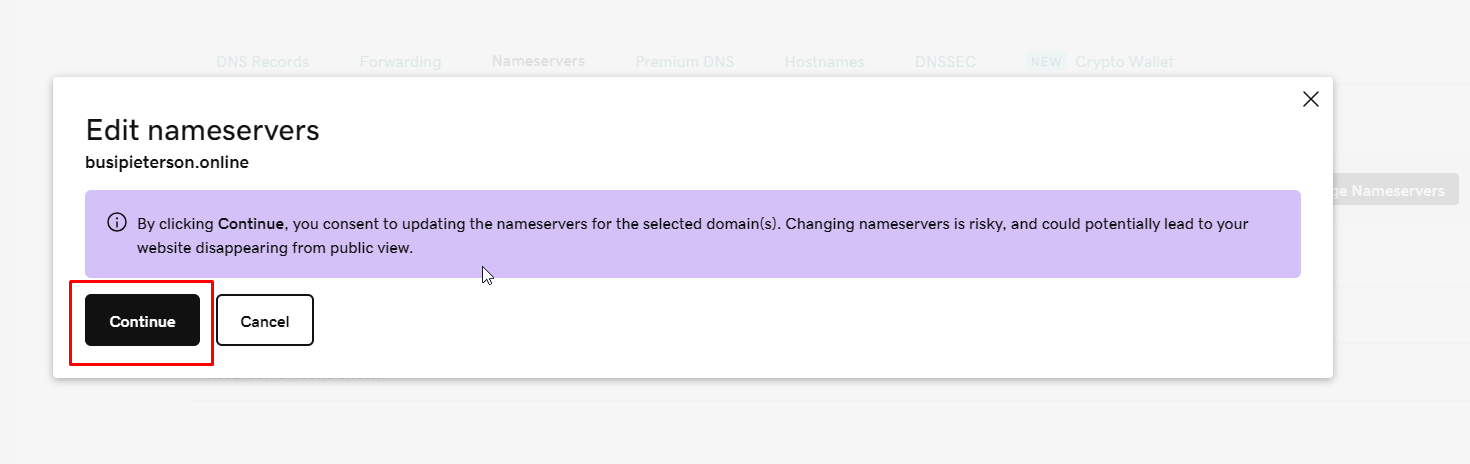 DNS Records Forwarding Nameservers Premium DNS Hostnames DNSSEC NEW Crypto Wallet
Edit nameservers
busipieterson.online
ge Nameservers
By clicking Continue, you consent to updating the nameservers for the selected domain(s). Changing nameservers is risky, and could potentially lead to your
website disappearing from public view.
Continue Cancel